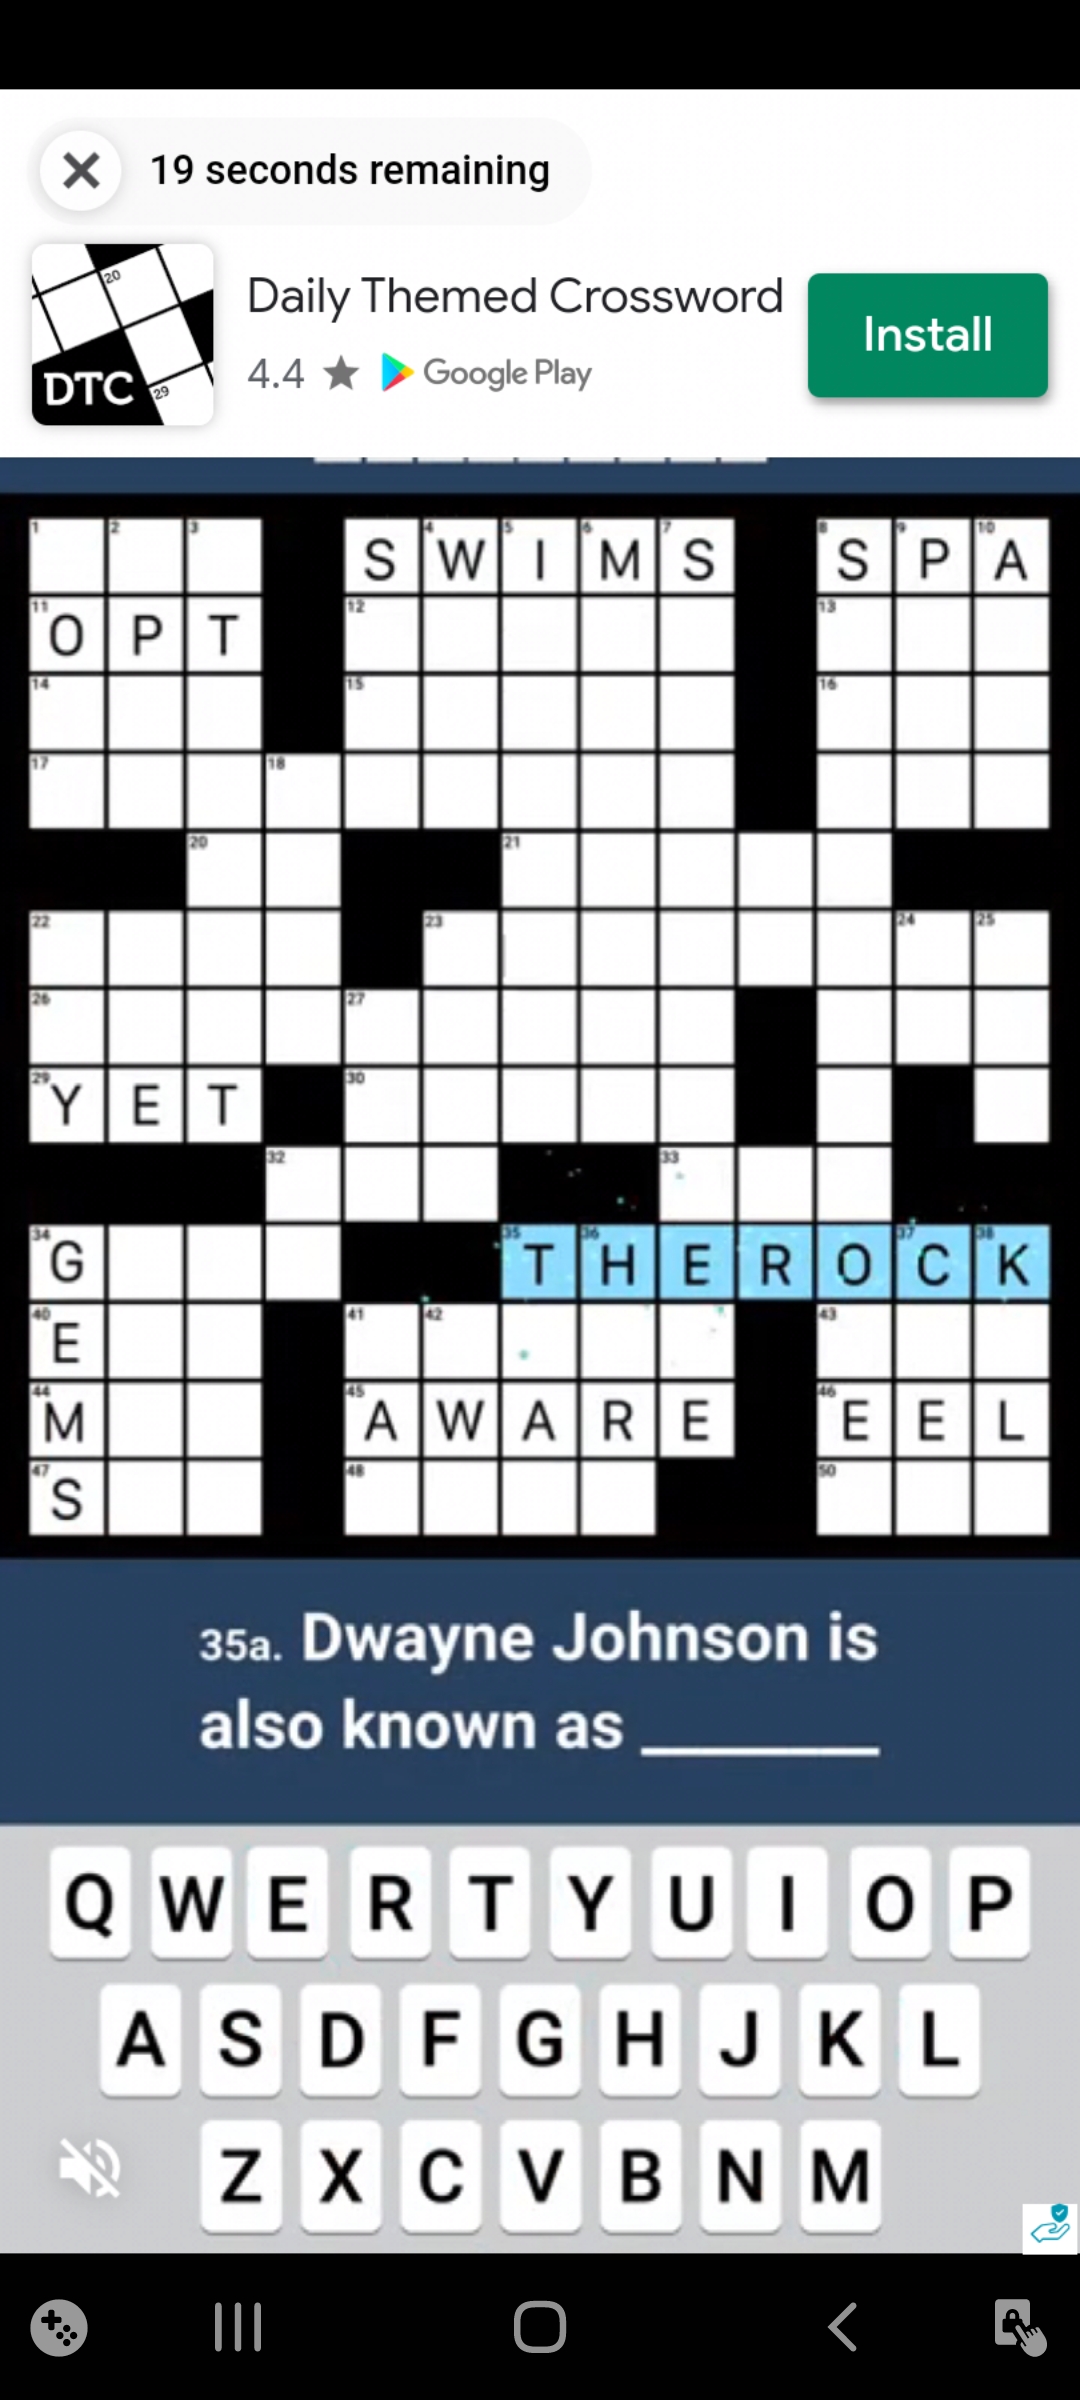 19 seconds remaining
Daily Themed Crossword
Install
4.4 ★ Google Play
20
DTC
29
1 2 3 S 4 W 5 I 6 M 7 S 8 S 9 P 10 A
11 O P T 12 13
14 15 16
17 18
20 21
22 23 24 25
26 27
29 Y E T 30
32 33
34 G 35 T 36 H E R O 37 C 38 K
40 E 41 42 43
44 M 45 A W A R E 46 E E L
47 S 48 50
35a. Dwayne Johnson is
also known as ________
Q W E R T Y U I O P
A S D F G H J K L
Z X C V B N M